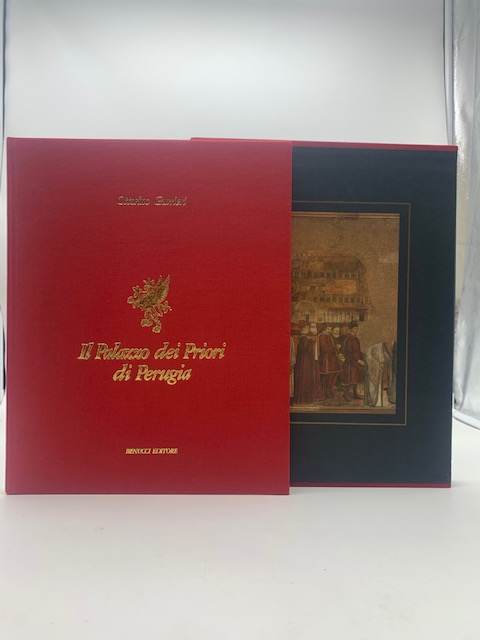 Ottorino Gurrieri
Il Palazzo dei Priori
di Perugia
BENUCCI EDITORE